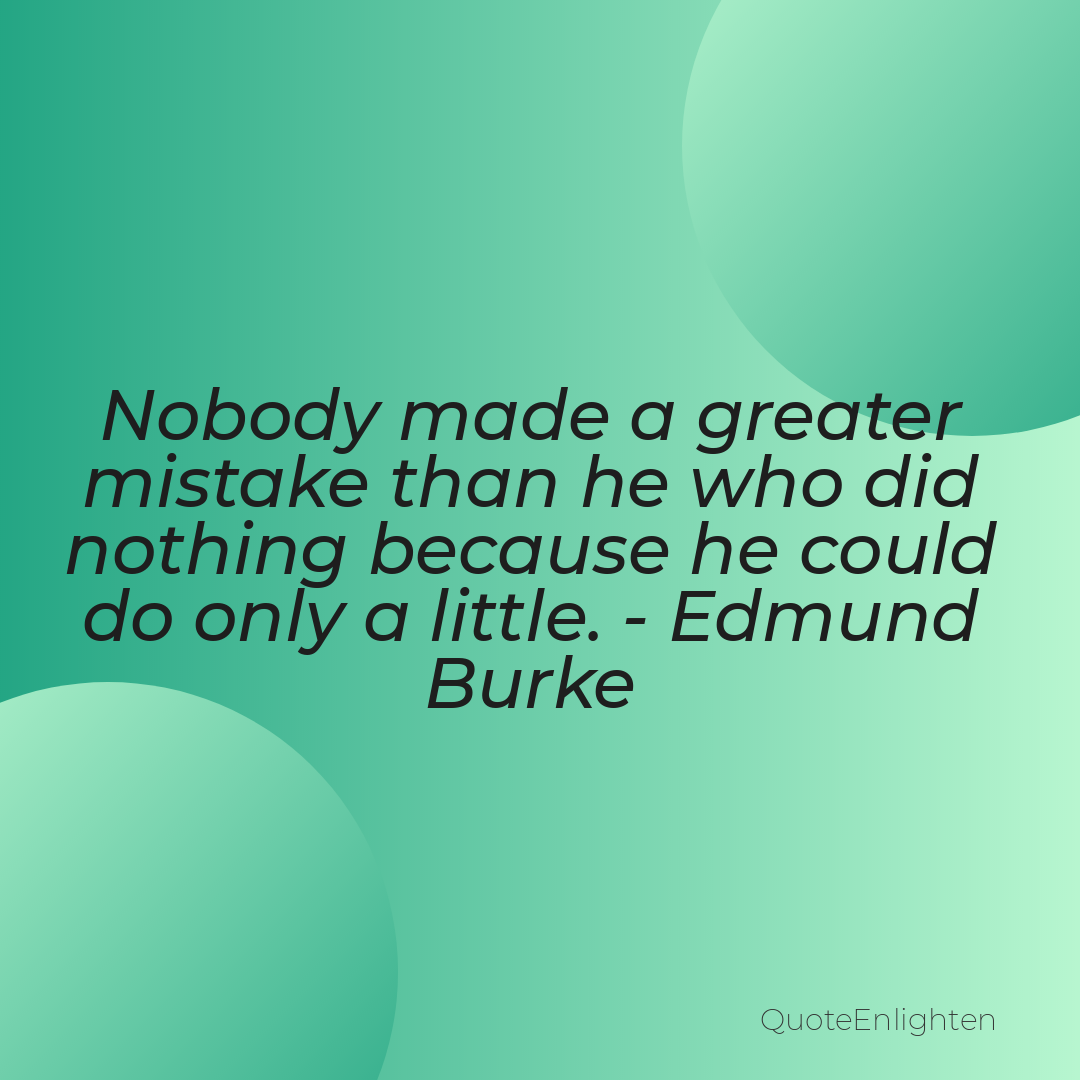 Nobody made a greater
mistake than he who did
nothing because he could
do only a little. - Edmund
Burke
QuoteEnlighten